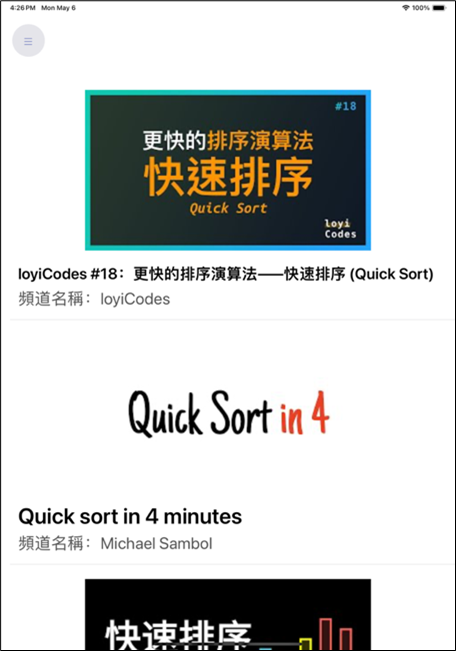 4:26 PM Mon May 6
100%
#18
更快的排序演算法
快速排序
Quick Sort
loyi
Codes
loyiCodes #18：更快的排序演算法——快速排序 (Quick Sort)
頻道名稱：loyiCodes
Quick Sort in 4
Quick sort in 4 minutes
頻道名稱：Michael Sambol
快速排序